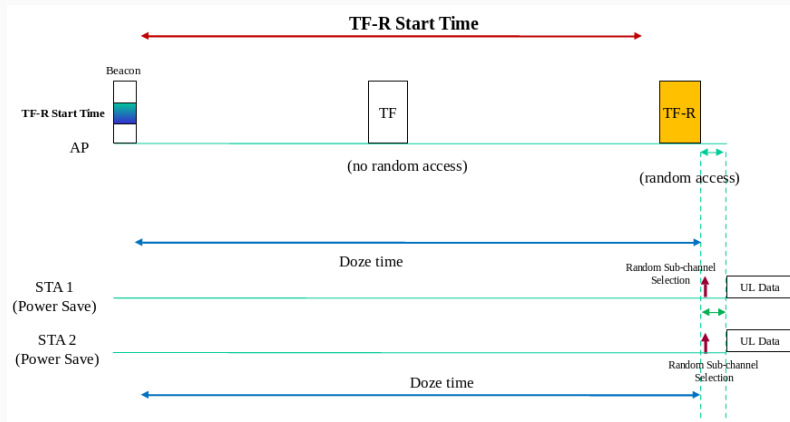 TF-R Start Time
Beacon
TF-R Start Time
TF
TF-R
AP
(no random access)
(random access)
Doze time
Random Sub-channel
Selection
STA 1
(Power Save)
UL Data
STA 2
(Power Save)
UL Data
Random Sub-channel
Selection
Doze time